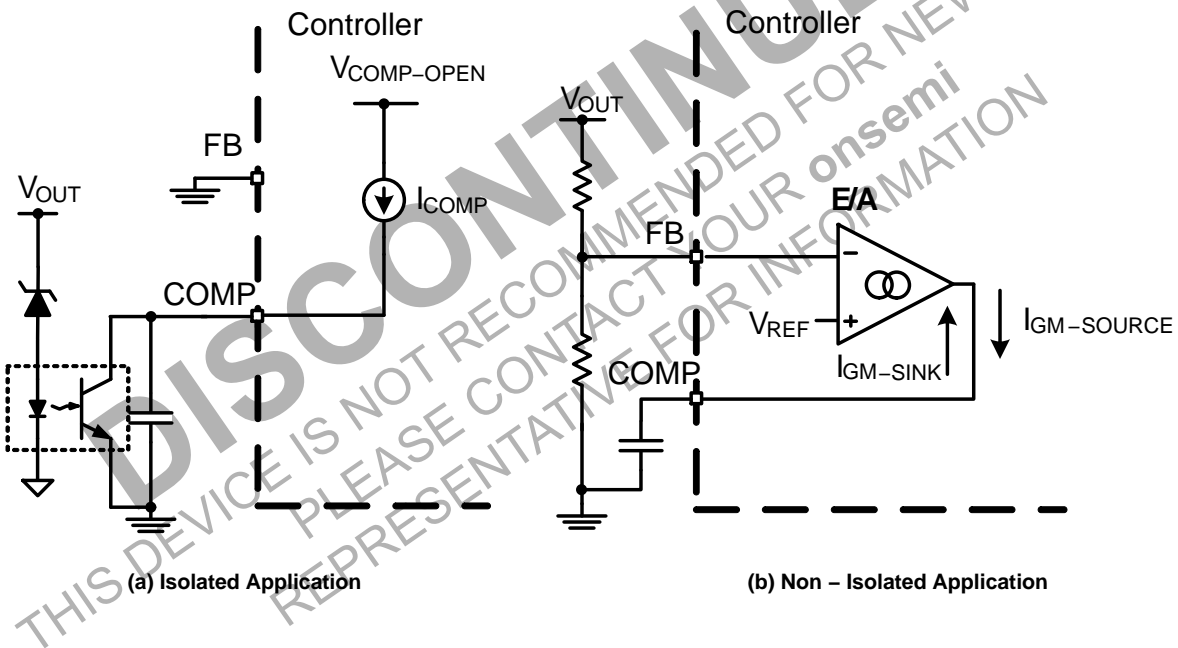 Controller
VCOMP–OPEN
FB
VOUT
ICOMP
COMP
(a) Isolated Application
Controller
VOUT
E/A
FB
–
VREF
+
IGM–SINK
IGM–SOURCE
COMP
(b) Non – Isolated Application
DISCONTINU
THIS DEVICE IS NOT RECOMMENDED FOR NEW
PLEASE CONTACT YOUR onsemi
REPRESENTATIVE FOR INFORMATION